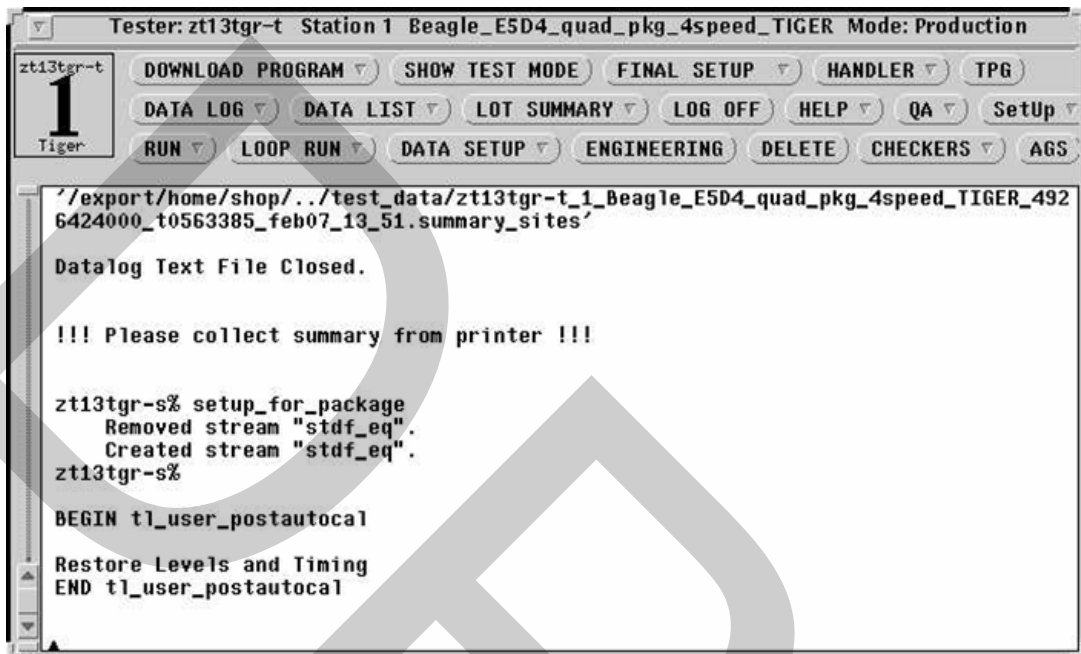 Tester: zt13tgr-t Station 1 Beagle_E5D4_quad_pkg_4speed_TIGER Mode: Production
zt13tgr-t
1
Tiger
DOWNLOAD PROGRAM SHOW TEST MODE FINAL SETUP HANDLER TPG
DATA LOG DATA LIST LOT SUMMARY LOG OFF HELP QA SetUp
RUN LOOP RUN DATA SETUP ENGINEERING DELETE CHECKERS AGS
'/export/home/shop/../test_data/zt13tgr-t_1_Beagle_E5D4_quad_pkg_4speed_TIGER_492
6424000_t0563385_feb07_13_51.summary_sites'
Datalog Text File Closed.
!!! Please collect summary from printer !!!
zt13tgr-s% setup_for_package
Removed stream "stdf_eq".
Created stream "stdf_eq".
zt13tgr-s%
BEGIN tl_user_postautocal
Restore Levels and Timing
END tl_user_postautocal